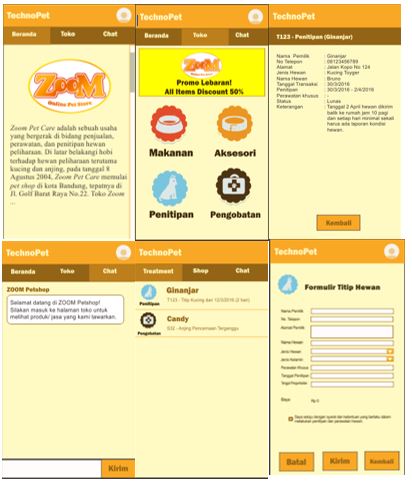 TechnoPet
Beranda Toko Chat
ZooM
Online Pet Store
Zoom Pet Care adalah sebuah usaha
yang bergerak di bidang penjualan,
perawatan, dan penitipan hewan
peliharaan. Di latar belakangi hobi
terhadap hewan peliharaan terutama
kucing dan anjing, pada tanggal 8
Agustus 2004, Zoom Pet Care memulai
pet shop di kota Bandung, tepatnya di
Jl. Golf Barat Raya No.22. Toko Zoom
...
TechnoPet
Beranda Toko Chat
ZooM
Promo Lebaran!
All Items Discount 50%
Makanan Aksesori
Penitipan Pengobatan
TechnoPet
T123 - Penitipan (Ginanjar)
Nama Pemilik : Ginanjar
No Telepon : 08123456789
Alamat : Jalan Kopo No.124
Jenis Hewan : Kucing Tuyger
Nama Hewan : Bruno
Tanggal Transaksi : 30/3/2016
Penitipan : 30/3/2016 - 2/4/2016
Perawatan khusus : -
Status : Lunas
Keterangan : Tanggal 2 April hewan dikirim
balik ke rumah jam 10 pagi
dan setiap hari minimal sekali
harus ada laporan kondisi
hewan.
Kembali
TechnoPet
Beranda Toko Chat
ZOOM Petshop
Selamat datang di ZOOM Petshop!
Silakan masuk ke halaman toko untuk
melihat produk/ jasa yang kami tawarkan.
Kirim
TechnoPet
Treatment Shop Chat
Ginanjar
T123 - Titip Kucing dari 12/3/2016 (2 hari)
Penitipan
Candy
S32 - Anjing Pencernaan Terganggu
Pengobatan
TechnoPet
Formulir Titip Hewan
Penitipan
Nama Pemilik
No. Telepon
Alamat Pemilik
Nama Hewan
Jenis Hewan
Jenis Kelamin
Perawatan Khusus
Tanggal Penitipan
Biaya Rp 0
Saya setuju dengan syarat dan ketentuan yang berlaku dalam
melakukan penitipan dan perawatan hewan.
Batal Kirim Kembali